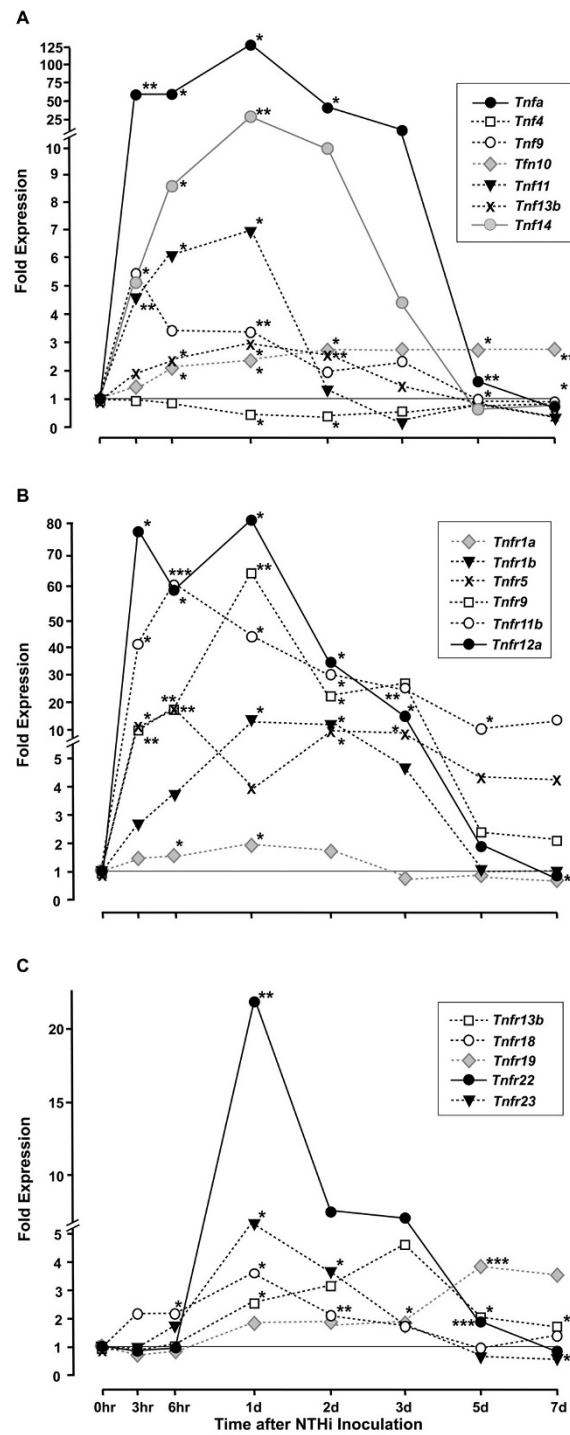 A
Fold Expression
125
100
75
50
25
10
9
8
7
6
5
4
3
2
1
0
Tnfa
Tnf4
Tnf9
Tfn10
Tnf11
Tnf13b
Tnf14
** * * *
* **
* *
* **
* * ** *
* * * * ** * **
* * * ** * *
* *
B
Fold Expression
80
70
60
50
40
30
20
10
5
4
3
2
1
0
Tnfr1a
Tnfr1b
Tnfr5
Tnfr9
Tnfr11b
Tnfr12a
* *
*** **
* * * *
* ** *
* ** ** * * * * *
** *
* * *
C
Fold Expression
20
15
10
5
4
3
2
1
0
Tnfr13b
Tnfr18
Tnfr19
Tnfr22
Tnfr23
**
*
* * ***
* * ** * *** * *
*
0hr 3hr 6hr 1d 2d 3d 5d 7d
Time after NTHi Inoculation